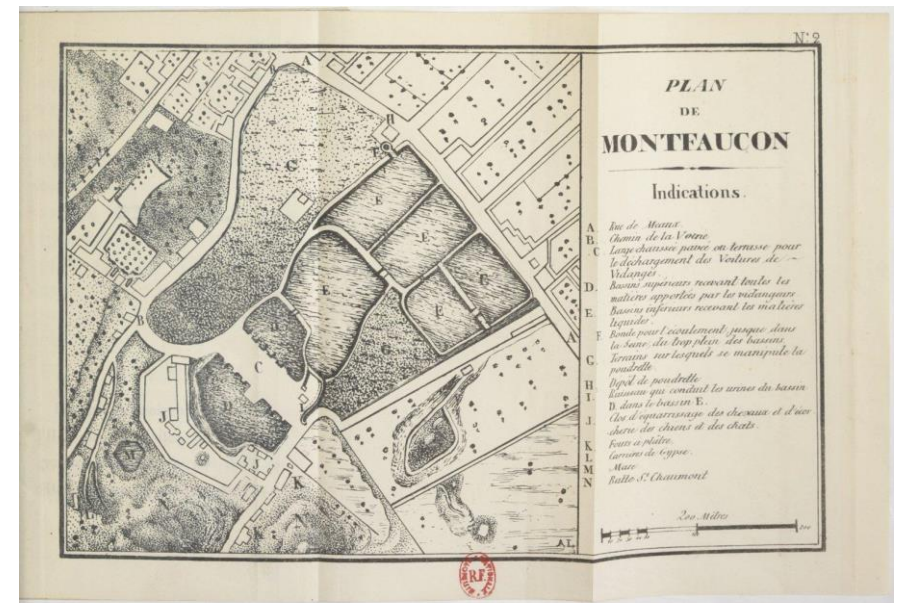 N° 2
PLAN
DE
MONTFAUCON
Indications.
A Rue de Meaux.
B. Chemin de la Voirie
C. Large chaussée pavée en terrasse pour
le déchargement des Voitures de
Vidanges.
D. Bassins supérieurs recevant toutes les
matières apportées par les vidangeurs
E. Bassins inférieurs recevant les matières
liquides.
F Bonde pour l'écoulement jusque dans
la Seine, du trop plein des bassins
G. Terrains sur lesquels se manipule la
poudrette
H Dépôt de poudrette
I. Ruisseau qui conduit les urines du bassin
D. dans le bassin E.
J. Clos d'équarrissage des chevaux et d'écor
cherie des chiens et des chats.
K Fours à plâtre.
L Carrières de Gypse.
M Mare
N Butte St. Chaumont
200 Mètres
A
B
H
F
G
E
E
E
E
E
G
B
D
C
A
I
J
M
K
K
A L
R.F.